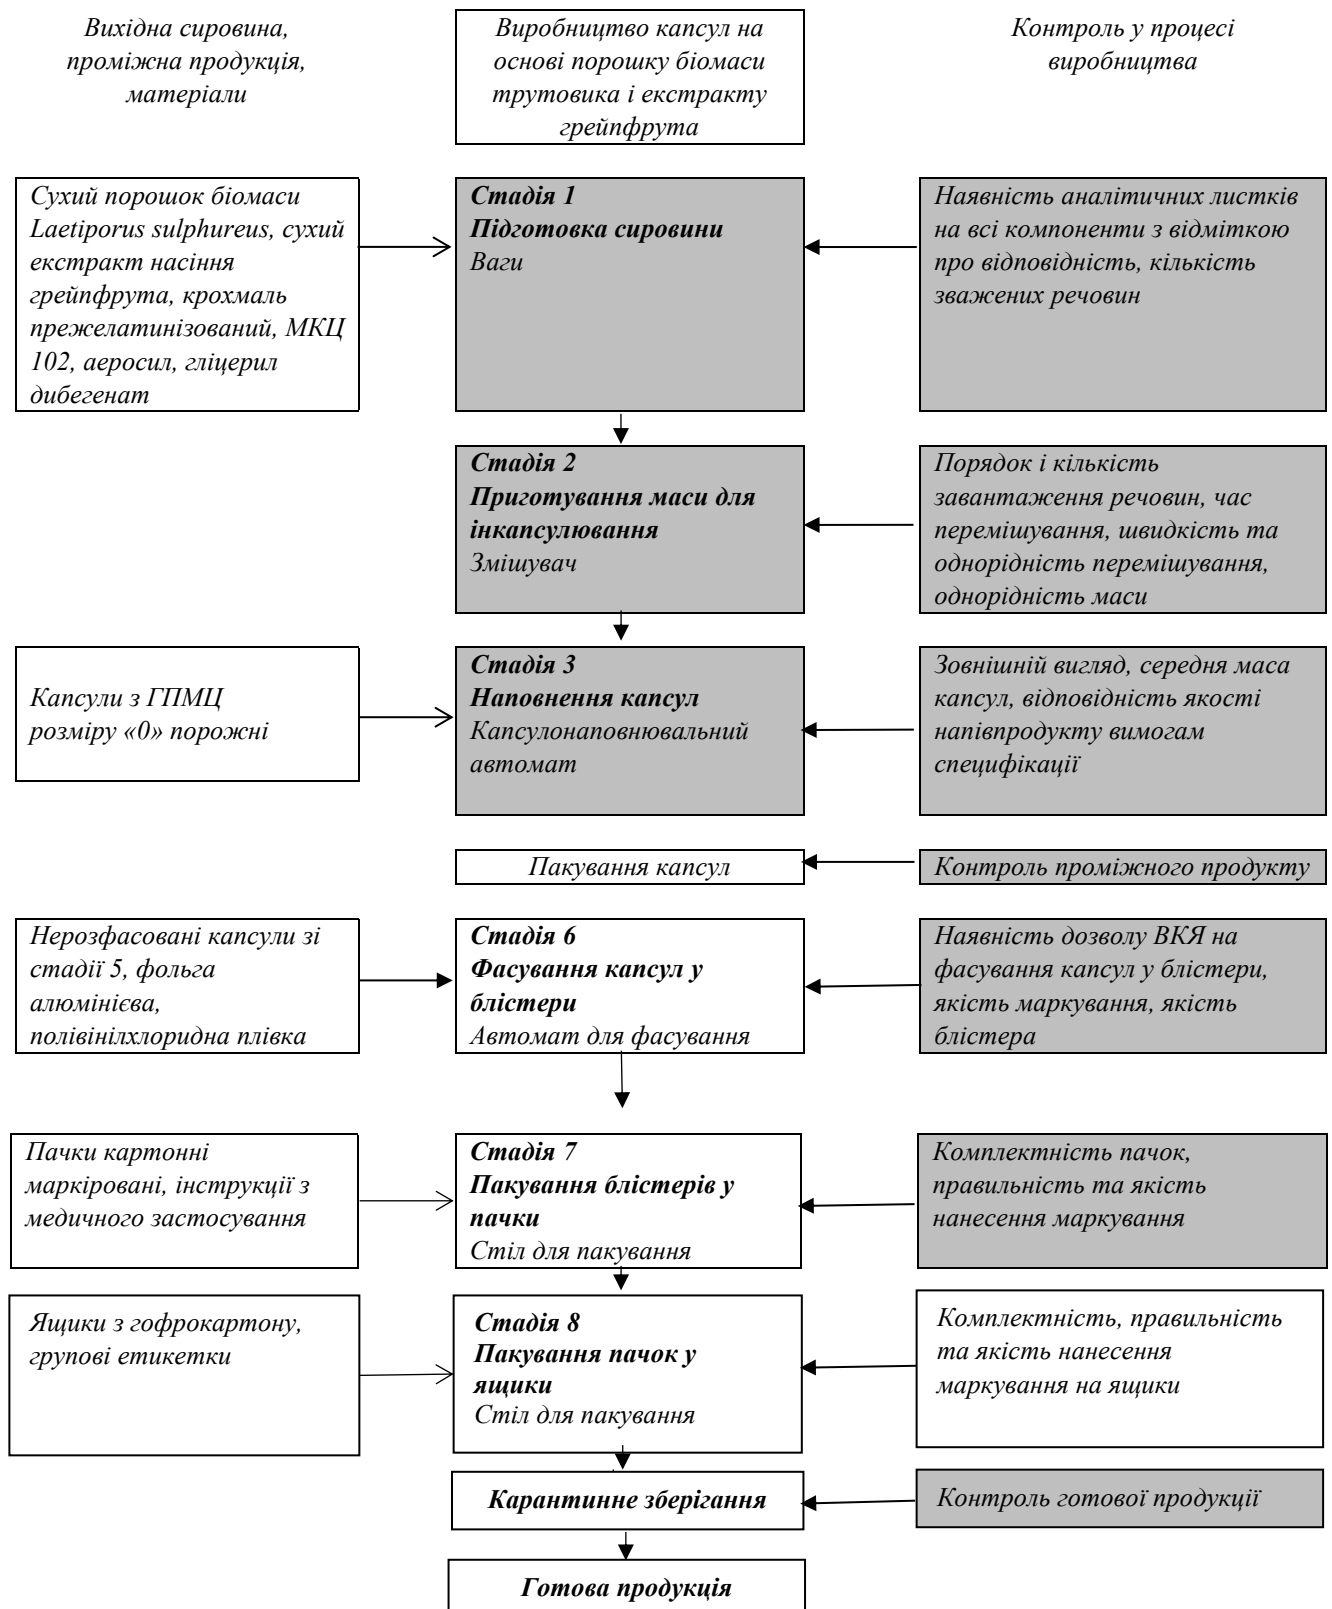 Вихідна сировина,
проміжна продукція,
матеріали
Виробництво капсул на
основі порошку біомаси
трутовика і екстракту
грейпфрута
Контроль у процесі
виробництва
Сухий порошок біомаси
Laetiporus sulphureus, сухий
екстракт насіння
грейпфрута, крохмаль
прежелатинізований, МКЦ
102, аеросил, гліцерил
дибегенат
Стадія 1
Підготовка сировини
Ваги
Наявність аналітичних листків
на всі компоненти з відміткою
про відповідність, кількість
зважених речовин
Стадія 2
Приготування маси для
інкапсулювання
Змішувач
Порядок і кількість
завантаження речовин, час
перемішування, швидкість та
однорідність перемішування,
однорідність маси
Капсули з ГПМЦ
розміру «0» порожні
Стадія 3
Наповнення капсул
Капсулонаповнювальний
автомат
Зовнішній вигляд, середня маса
капсул, відповідність якості
напівпродукту вимогам
специфікації
Пакування капсул
Контроль проміжного продукту
Нерозфасовані капсули зі
стадії 5, фольга
алюмінієва,
полівінілхлоридна плівка
Стадія 6
Фасування капсул у
блістери
Автомат для фасування
Наявність дозволу ВКЯ на
фасування капсул у блістери,
якість маркування, якість
блістера
Пачки картонні
маркіровані, інструкції з
медичного застосування
Стадія 7
Пакування блістерів у
пачки
Стіл для пакування
Комплектність пачок,
правильність та якість
нанесення маркування
Ящики з гофрокартону,
групові етикетки
Стадія 8
Пакування пачок у
ящики
Стіл для пакування
Комплектність, правильність
та якість нанесення
маркування на ящики
Карантинне зберігання
Контроль готової продукції
Готова продукція